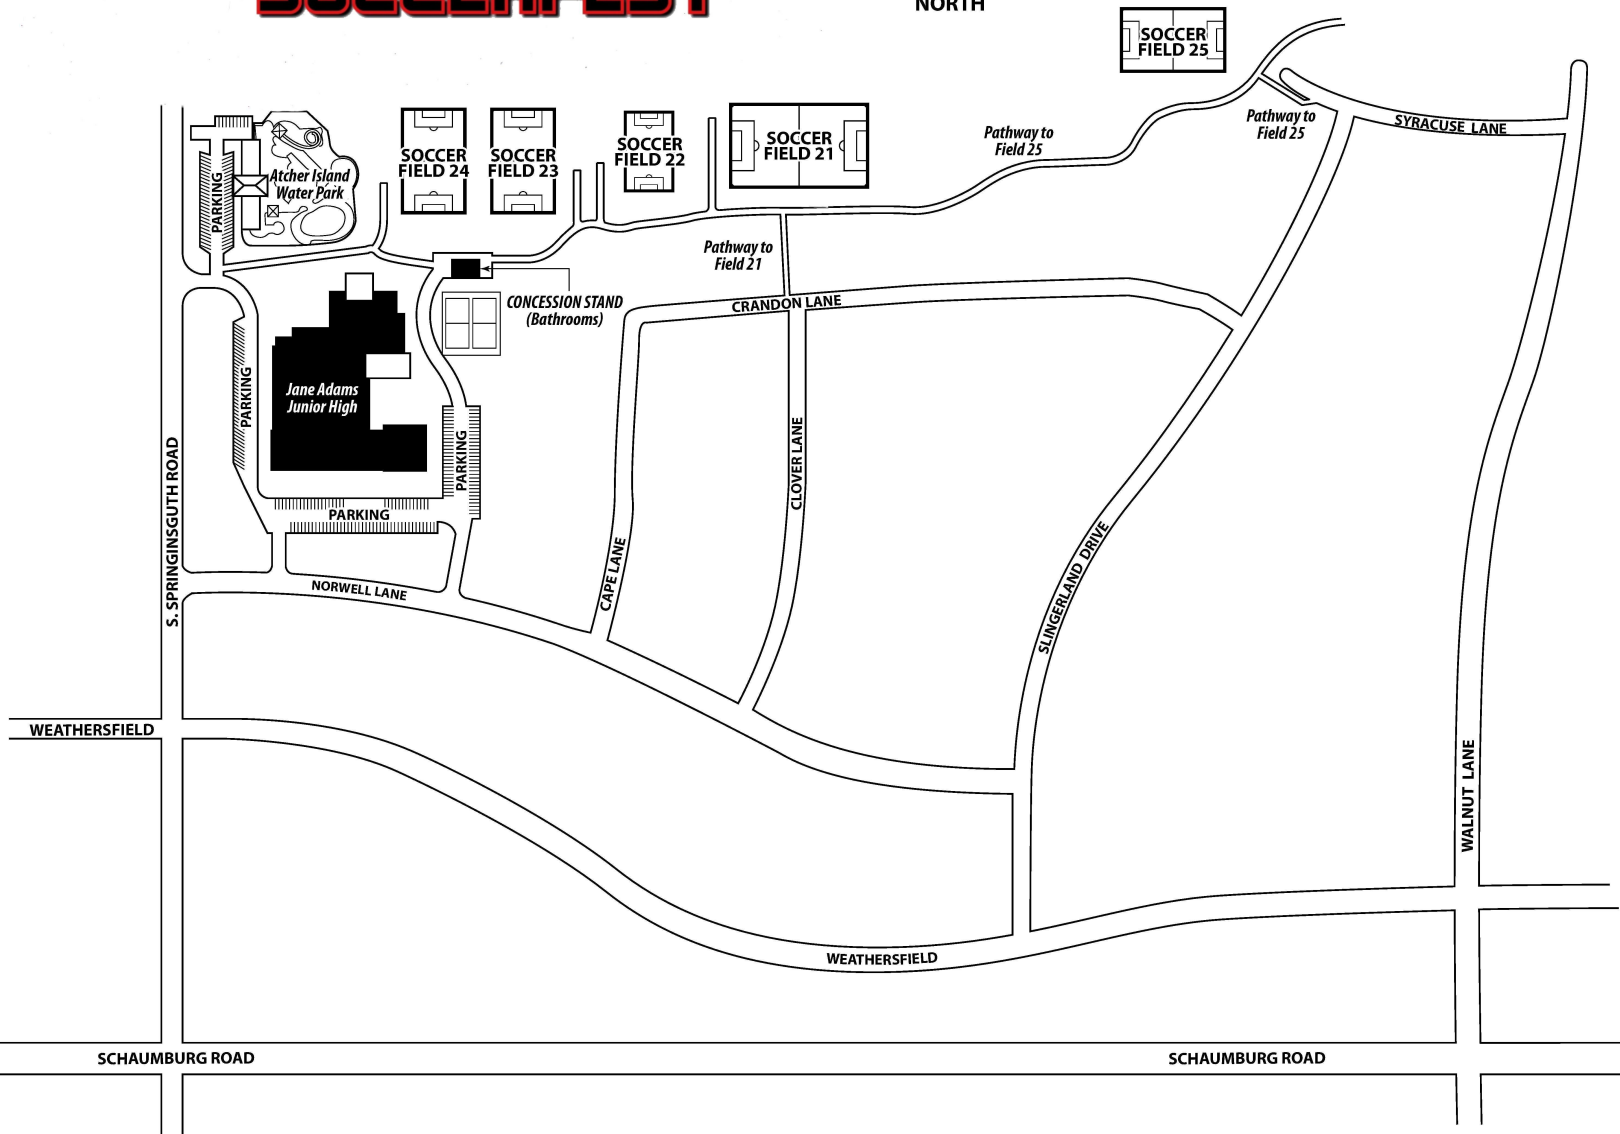 SOCCERFEST
NORTH
SOCCER
FIELD 25
SOCCER
FIELD 24
SOCCER
FIELD 23
SOCCER
FIELD 22
SOCCER
FIELD 21
Pathway to
Field 25
Pathway to
Field 25
SYRACUSE LANE
Atcher Island
Water Park
PARKING
Pathway to
Field 21
CONCESSION STAND
(Bathrooms)
CRANDON LANE
Jane Adams
Junior High
PARKING
PARKING
PARKING
CLOVER LANE
S. SPRINGINSGUTH ROAD
CAPE LANE
SLINGERLAND DRIVE
NORWELL LANE
WEATHERSFIELD
WALNUT LANE
WEATHERSFIELD
SCHAUMBURG ROAD
SCHAUMBURG ROAD